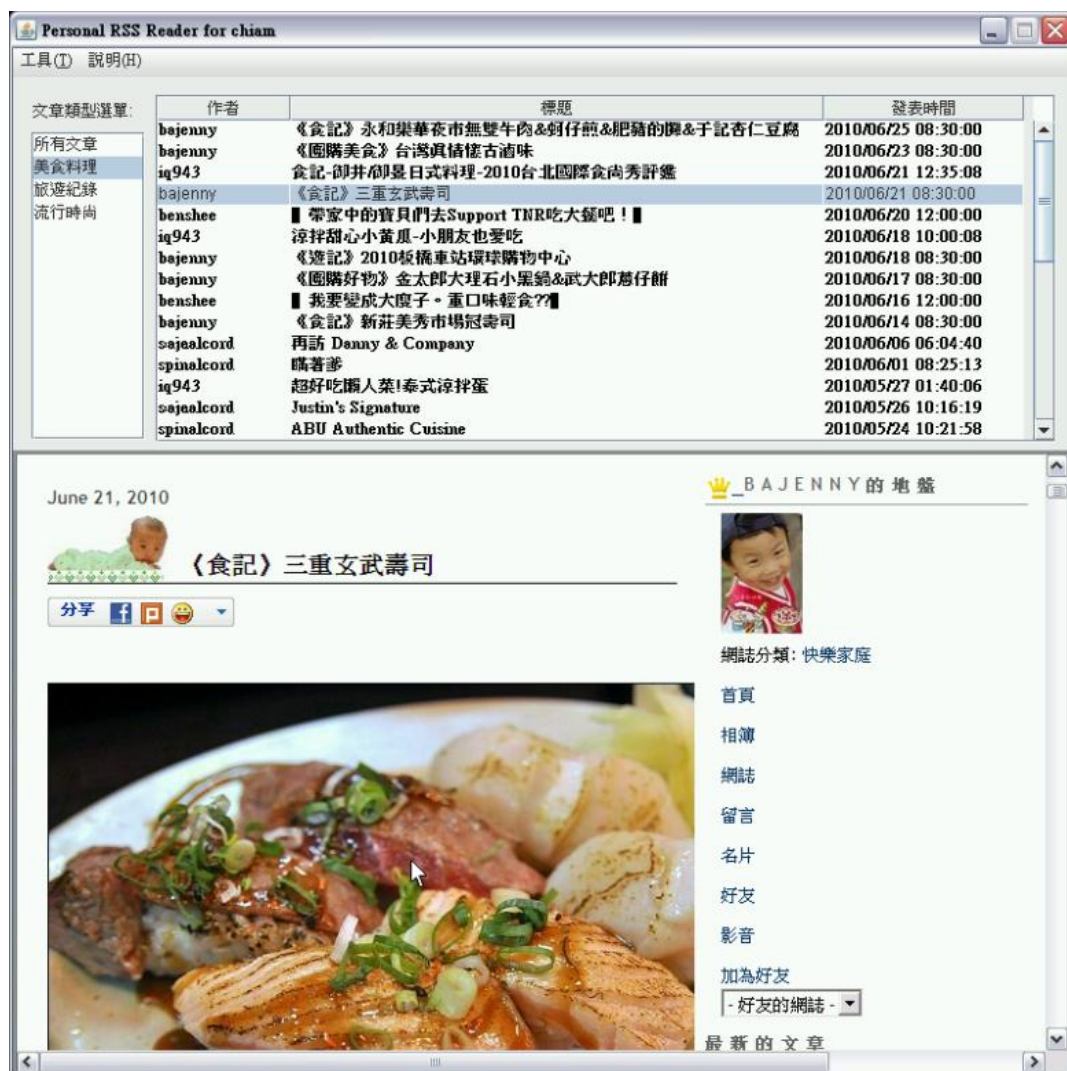 Personal RSS Reader for chiam
工具(T) 說明(H)
文章類型選單:
所有文章
美食料理
旅遊紀錄
流行時尚
作者 標題 發表時間
bajenny 《食記》永和樂華夜市無雙牛肉&蚵仔煎&肥豬的攤&于記杏仁豆腐 2010/06/25 08:30:00
bajenny 《團購美食》台灣真情懷古滷味 2010/06/23 08:30:00
iq943 食記-御井/御景日式料理-2010台北國際食尚秀評鑑 2010/06/21 12:35:08
bajenny 《食記》三重玄武壽司 2010/06/21 08:30:00
benshee ▌帶家中的寶貝們去Support TNR吃大餐吧！▌ 2010/06/20 12:00:00
iq943 涼拌甜心小黃瓜-小朋友也愛吃 2010/06/18 10:00:08
bajenny 《遊記》2010板橋車站環球購物中心 2010/06/18 08:30:00
bajenny 《團購好物》金太郎大理石小黑鍋&武大郎蔥仔餅 2010/06/17 08:30:00
benshee ▌我要變成大瘦子。重口味輕食??▌ 2010/06/16 12:00:00
bajenny 《食記》新莊美秀市場冠壽司 2010/06/14 08:30:00
sajealcord 再訪 Danny & Company 2010/06/06 06:04:40
spinalcord 瞞著爹 2010/06/01 08:25:13
iq943 超好吃懶人菜!泰式涼拌蛋 2010/05/27 01:40:06
sajealcord Justin's Signature 2010/05/26 10:16:19
spinalcord ABU Authentic Cuisine 2010/05/24 10:21:58
June 21, 2010
《食記》三重玄武壽司
分享
_BAJENNY的地盤
網誌分類: 快樂家庭
首頁
相簿
網誌
留言
名片
好友
影音
加為好友
- 好友的網誌 -
最新的文章